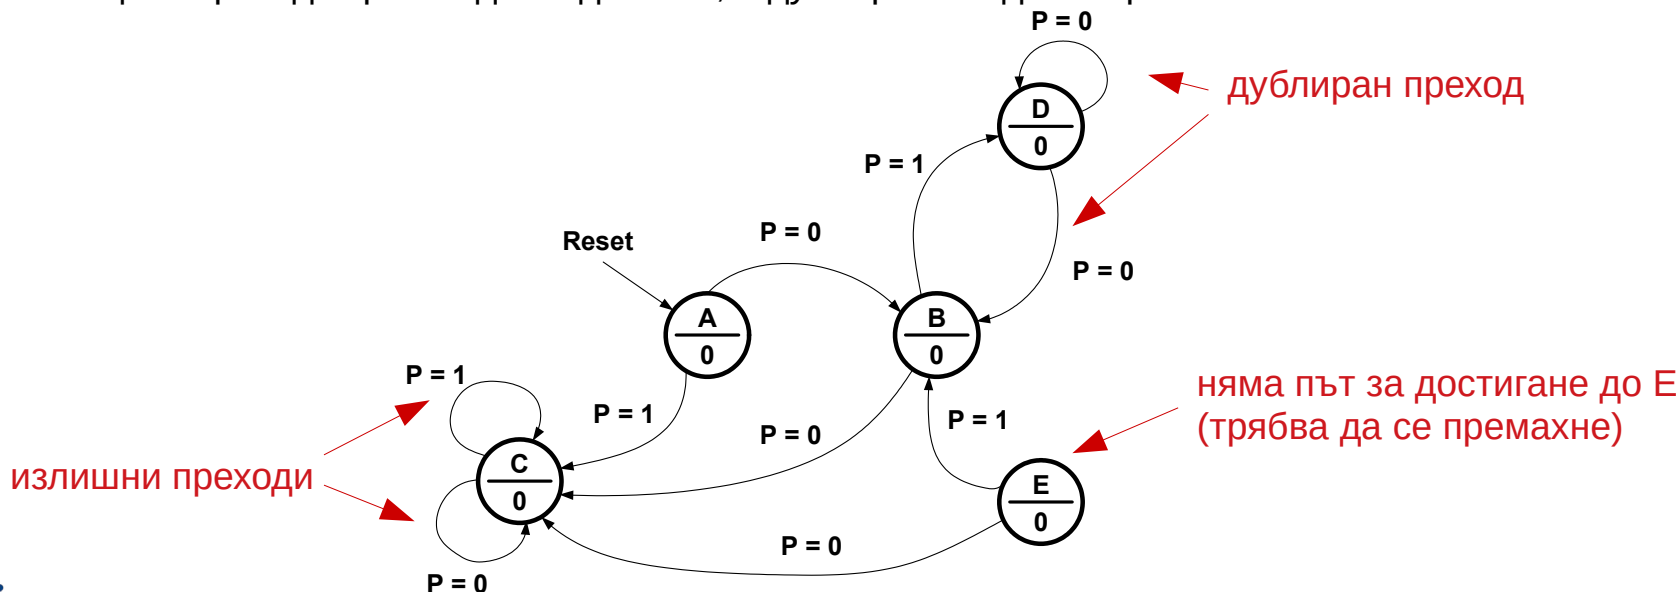 P = 0
дублиран преход
D
0
P = 1
P = 0
Reset
P = 0
A
0
B
0
P = 1
P = 1
P = 0
P = 1
няма път за достигане до E
(трябва да се премахне)
излишни преходи
C
0
E
0
P = 0
P = 0